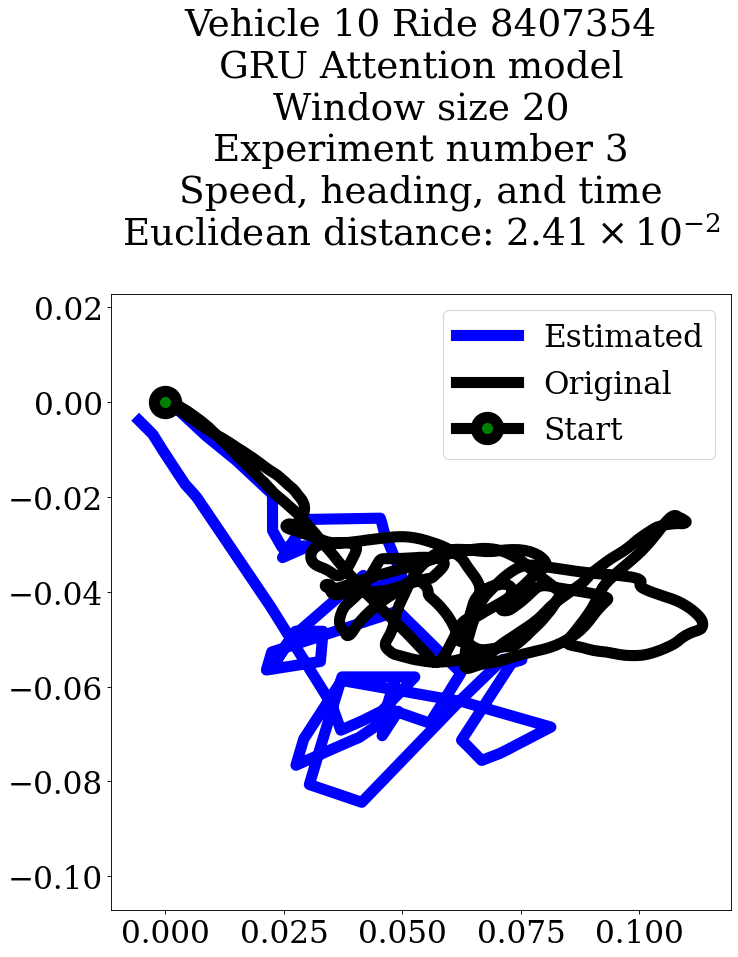 Vehicle 10 Ride 8407354
GRU Attention model
Window size 20
Experiment number 3
Speed, heading, and time
Euclidean distance: 2.41 × 10⁻²
Estimated
Original
Start
0.02
0.00
−0.02
−0.04
−0.06
−0.08
−0.10
0.000 0.025 0.050 0.075 0.100